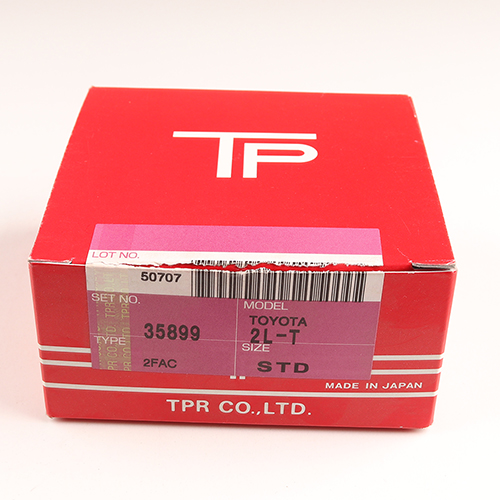 TP
LOT NO.
50707
SET NO.
MODEL
35899
TOYOTA
2L-T
TYPE
SIZE
2FAC
STD
MADE IN JAPAN
TPR CO.,LTD.